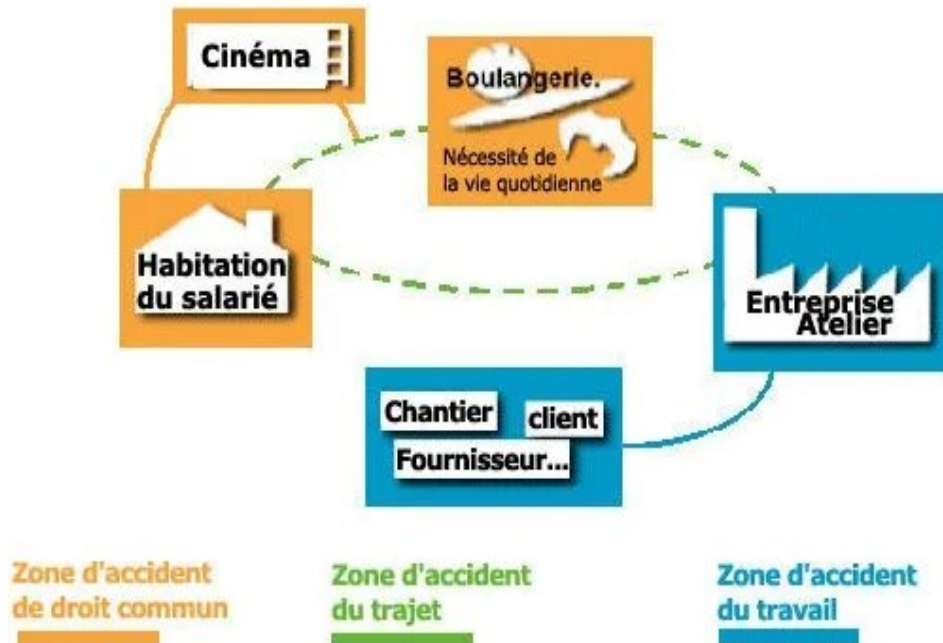 Cinéma
Boulangerie.
Nécessité de
la vie quotidienne
Habitation
du salarié
Entreprise
Atelier
Chantier
client
Fournisseur...
Zone d'accident
de droit commun
Zone d'accident
du trajet
Zone d'accident
du travail